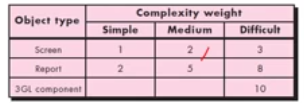 Object type Complexity weight
Simple Medium Difficult
Screen 1 2 3
Report 2 5 8
3GL component 10